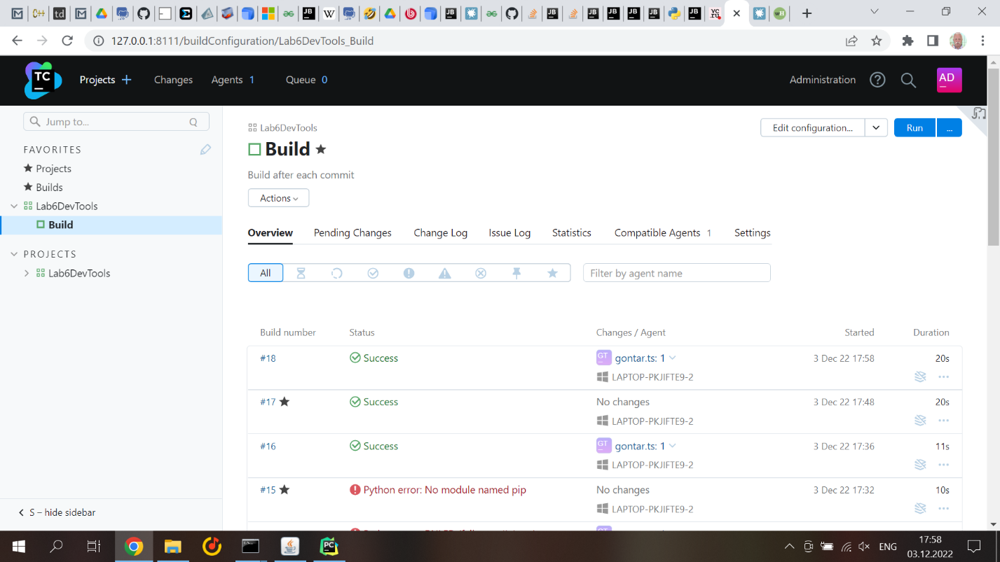 127.0.0.1:8111/buildConfiguration/Lab6DevTools_Build
TC
Projects Changes Agents 1 Queue 0 Administration AD
Jump to... Q
FAVORITES
Projects
Builds
Lab6DevTools
Build
PROJECTS
Lab6DevTools
S – hide sidebar
Lab6DevTools
Build
Edit configuration... Run ...
Build after each commit
Actions
Overview Pending Changes Change Log Issue Log Statistics Compatible Agents 1 Settings
All Filter by agent name
Build number Status Changes / Agent Started Duration
#18 Success GT gontar.ts: 1 3 Dec 22 17:58 20s
LAPTOP-PKJIFTE9-2
#17 Success No changes 3 Dec 22 17:48 20s
LAPTOP-PKJIFTE9-2
#16 Success GT gontar.ts: 1 3 Dec 22 17:36 11s
LAPTOP-PKJIFTE9-2
#15 Python error: No module named pip No changes 3 Dec 22 17:32 10s
LAPTOP-PKJIFTE9-2
PC ENG 17:58
03.12.2022